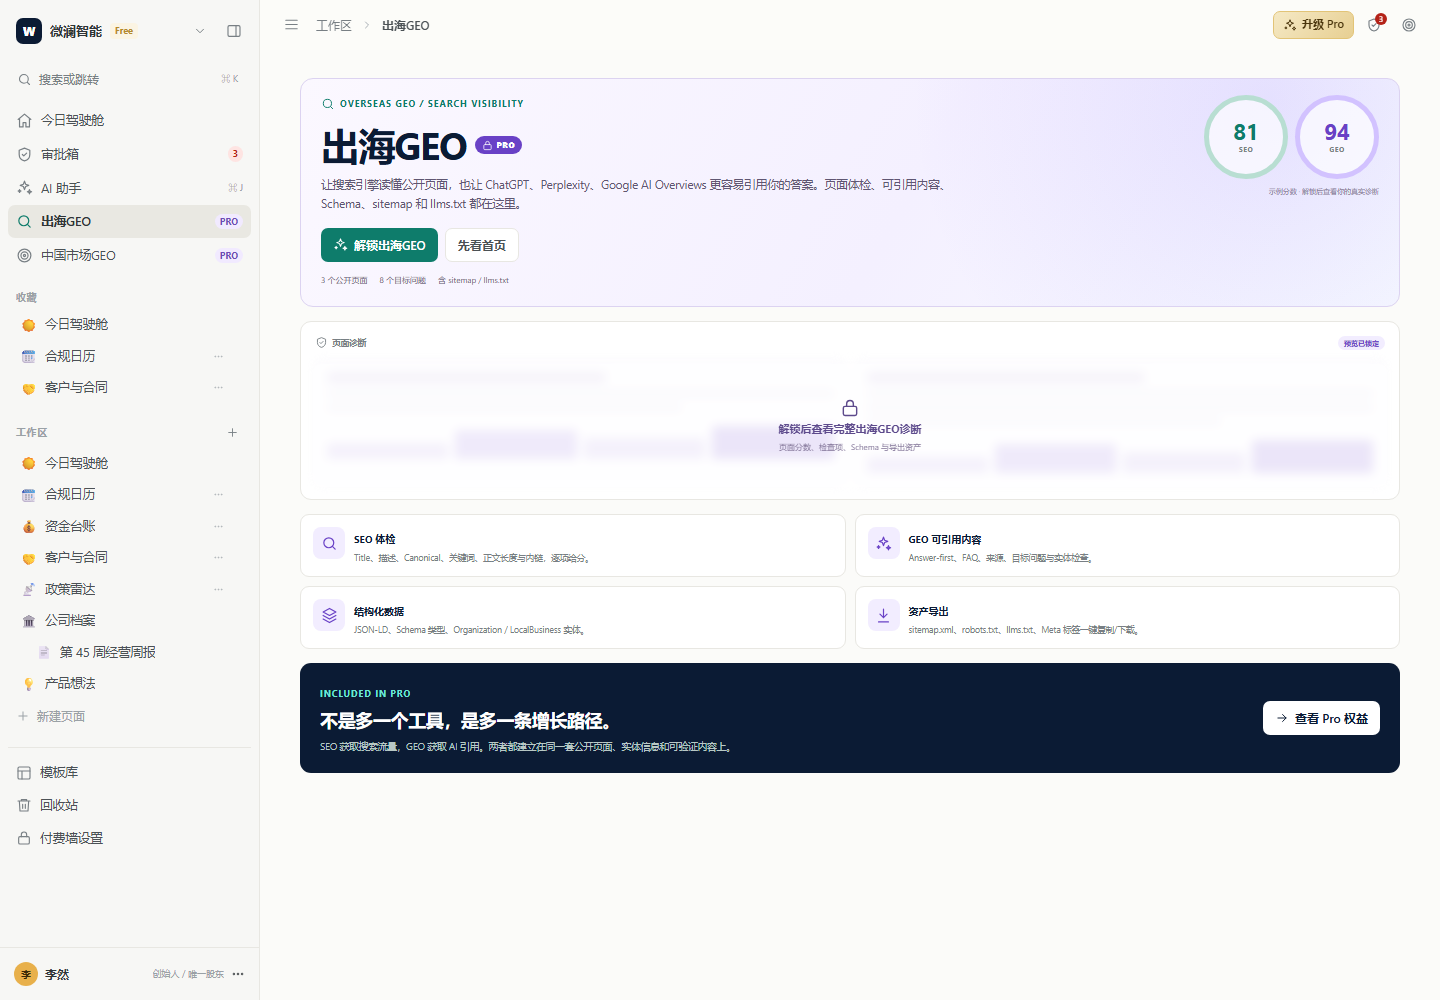 W 微澜智能 Free
搜索或跳转 ⌘K
今日驾驶舱
审批箱 3
AI 助手 ⌘J
出海GEO PRO
中国市场GEO PRO
收藏
今日驾驶舱
合规日历
客户与合同
工作区
今日驾驶舱
合规日历
资金台账
客户与合同
政策雷达
公司档案
第 45 周经营周报
产品想法
新建页面
模板库
回收站
付费墙设置
李 李然 创始人 / 唯一股东
工作区 > 出海GEO
升级 Pro 3
OVERSEAS GEO / SEARCH VISIBILITY
出海GEO PRO
让搜索引擎读懂公开页面，也让 ChatGPT、Perplexity、Google AI Overviews 更容易引用你的答案。页面体检、可引用内容、
Schema、sitemap 和 llms.txt 都在这里。
解锁出海GEO 先看首页
3 个公开页面 8 个目标问题 含 sitemap / llms.txt
81 SEO
94 GEO
示例分数 · 解锁后查看你的真实诊断
页面诊断 预览已锁定
解锁后查看完整出海GEO诊断
页面分数、检查项、Schema 与导出资产
SEO 体检
Title、描述、Canonical、关键词、正文长度与内链，逐项给分。
GEO 可引用内容
Answer-first、FAQ、来源、目标问题与实体检查。
结构化数据
JSON-LD、Schema 类型、Organization / LocalBusiness 实体。
资产导出
sitemap.xml、robots.txt、llms.txt、Meta 标签一键复制/下载。
INCLUDED IN PRO
不是多一个工具，是多一条增长路径。
SEO 获取搜索流量，GEO 获取 AI 引用。两者都建立在同一套公开页面、实体信息和可验证内容上。
查看 Pro 权益